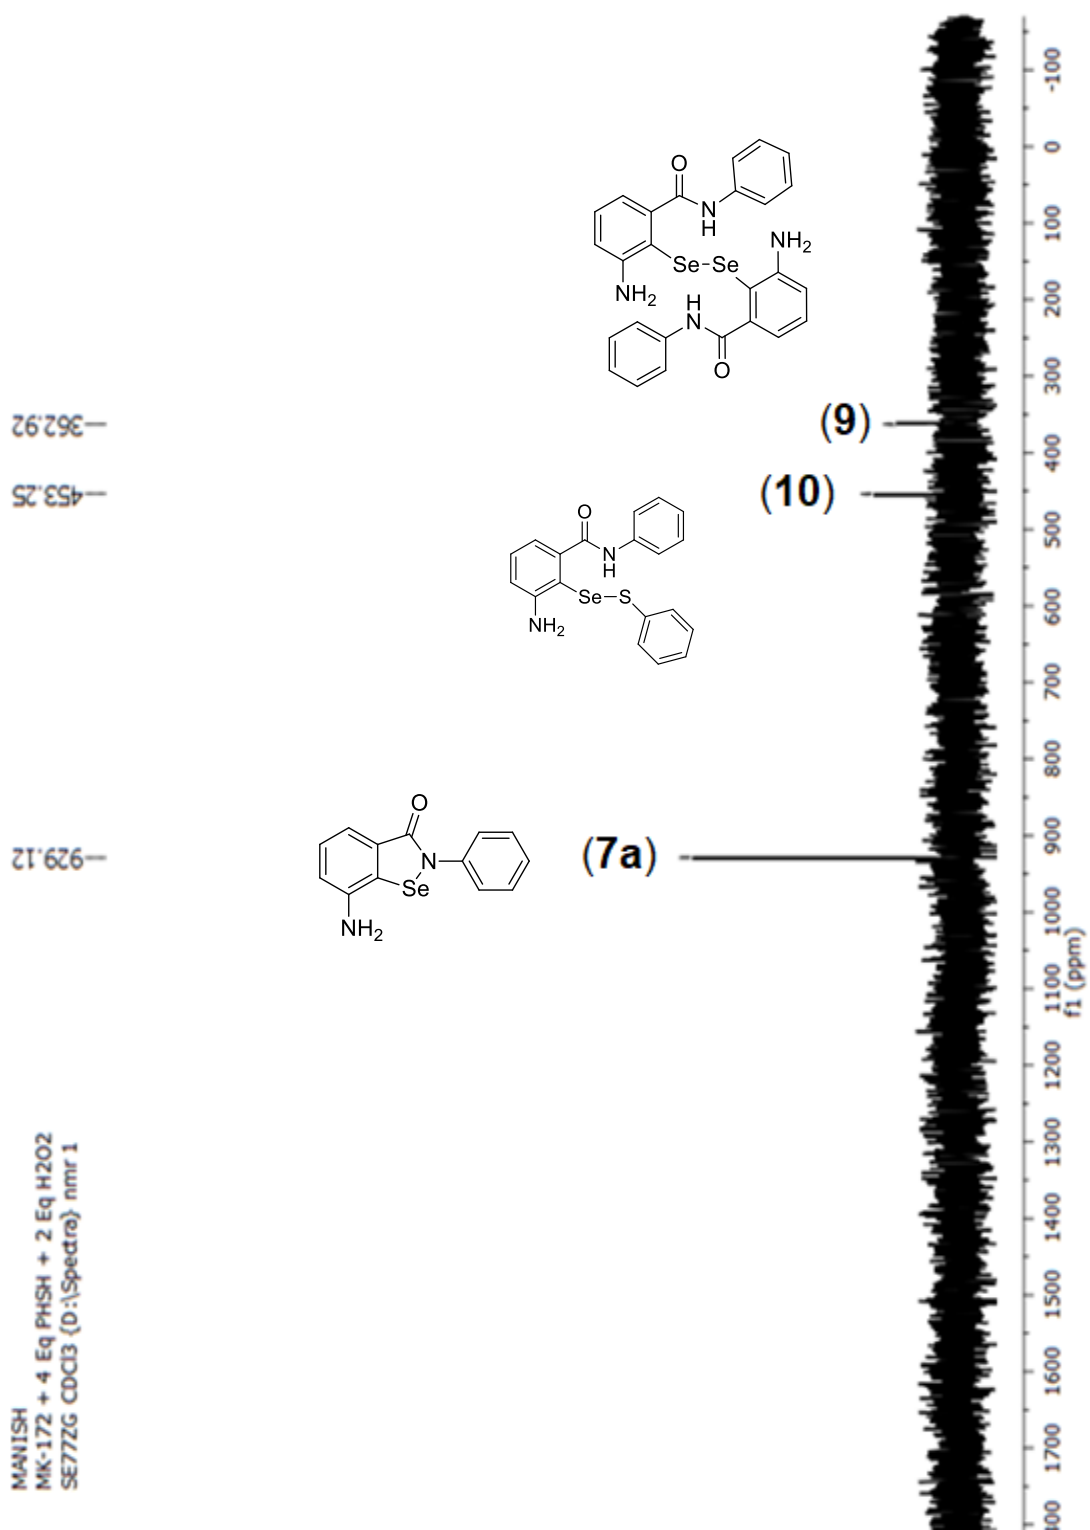 MANISH
MK-172 + 4 Eq PHSH + 2 Eq H2O2
SE77ZG CDCl3 {D:\Spectra} nmr 1
362.92
453.25
929.12
O
N
H
NH2
Se-Se
NH2
H
N
O
(9)
(10)
O
N
H
Se-S
NH2
O
N
Se
NH2
(7a)
-100
0
100
200
300
400
500
600
700
800
900
1000
1100
1200
1300
1400
1500
1600
1700
f1 (ppm)